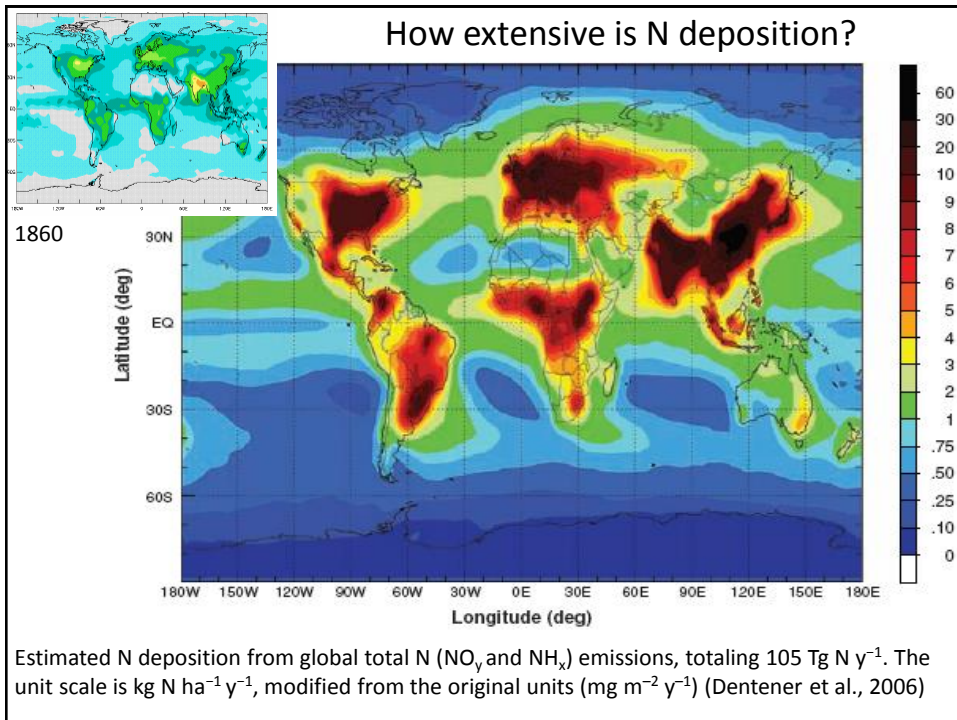 How extensive is N deposition?
1860
60
30
20
10
9
8
7
6
5
4
3
2
1
.75
.50
.25
.10
0
30N
EQ
30S
60S
Latitude (deg)
180W 150W 120W 90W 60W 30W 0E 30E 60E 90E 120E 150E 180E
Longitude (deg)
Estimated N deposition from global total N (NOy and NHx) emissions, totaling 105 Tg N y⁻¹. The
unit scale is kg N ha⁻¹ y⁻¹, modified from the original units (mg m⁻² y⁻¹) (Dentener et al., 2006)